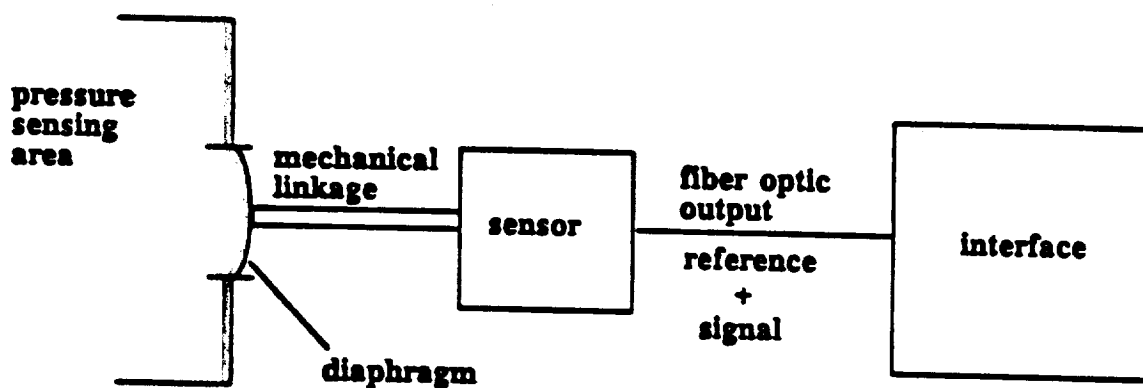 pressure
sensing
area
mechanical
linkage
sensor
fiber optic
output
reference
+
signal
interface
diaphragm